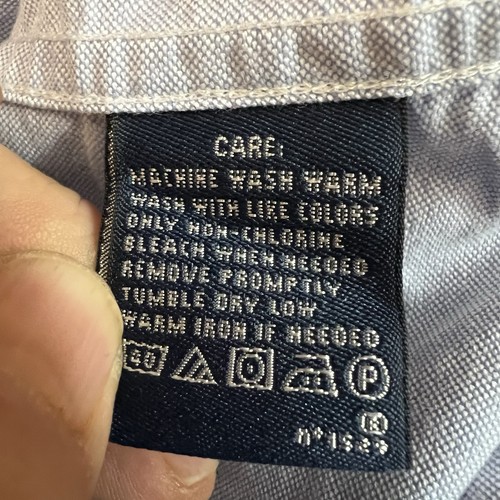 CARE:
MACHINE WASH WARM
WASH WITH LIKE COLORS
ONLY NON-CHLORINE
BLEACH WHEN NEEDED
REMOVE PROMPTLY
TUMBLE DRY LOW
WARM IRON IF NEEDED
P